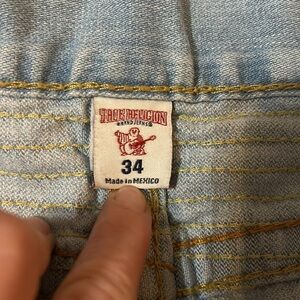 TRUE RELIGION
BRAND JEANS
34
Made in MEXICO